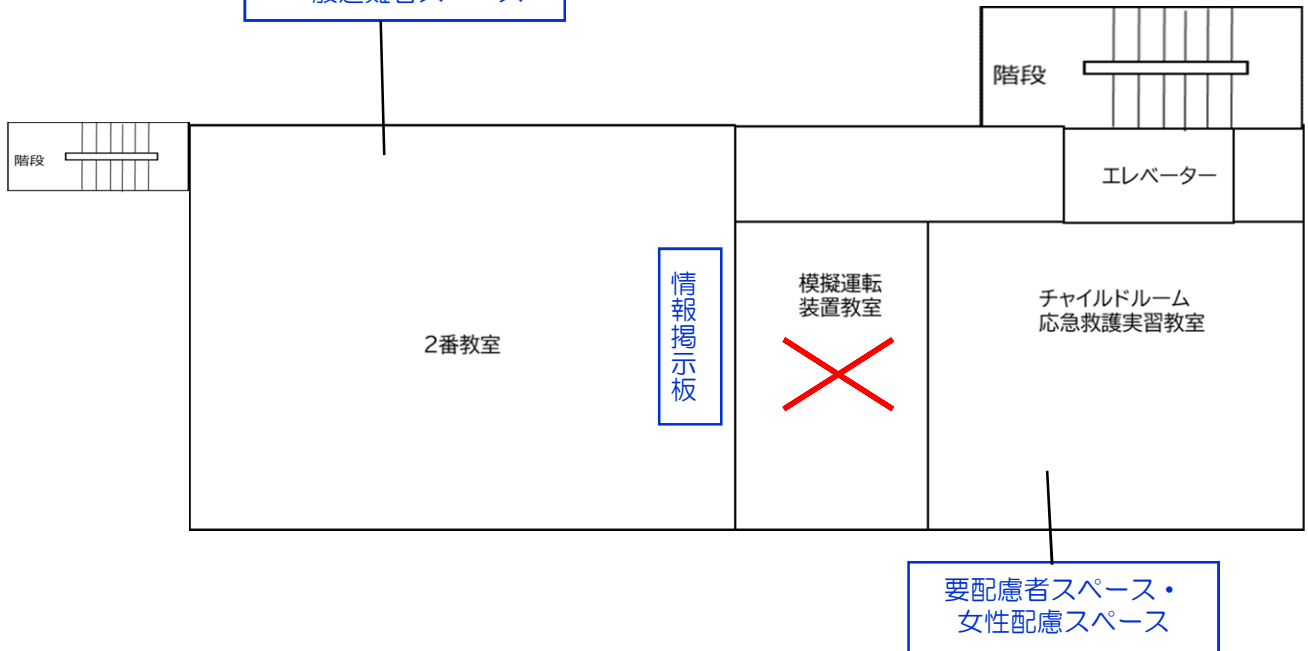 階段
階段
エレベーター
情報掲示板
模擬運転
装置教室
チャイルドルーム
応急救護実習教室
2番教室
要配慮者スペース・
女性配慮スペース